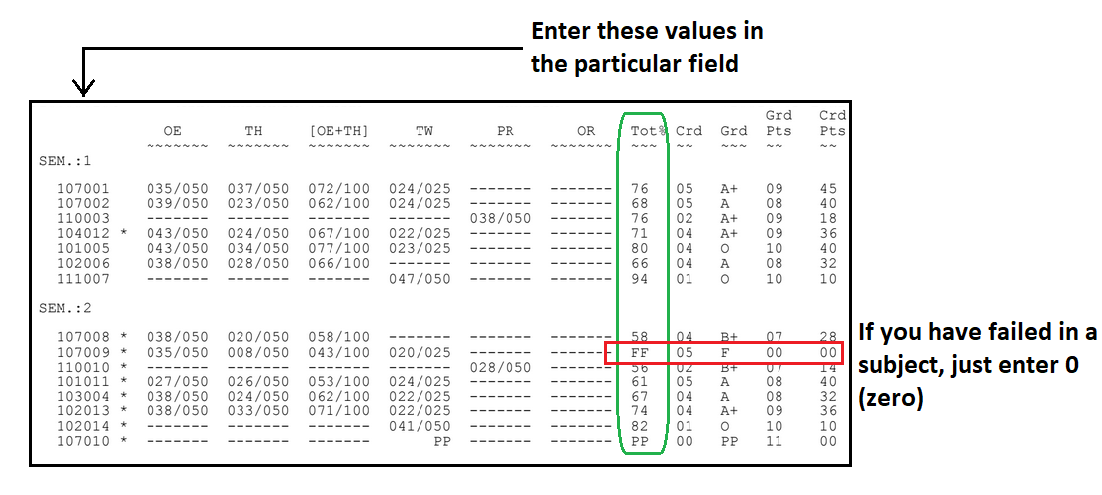 Enter these values in
the particular field
Grd Crd
OE TH [OE+TH] TW PR OR Tot% Crd Grd Pts Pts
~~~~~~~ ~~~~~~~ ~~~~~~~ ~~~~~~~ ~~~~~~~ ~~~~~~~ ~~~ ~~ ~~~ ~~ ~~
SEM.:1
107001 035/050 037/050 072/100 024/025 ------- ------- 76 05 A+ 09 45
107002 039/050 023/050 062/100 024/025 ------- ------- 68 05 A 08 40
110003 ------- ------- ------- ------- 038/050 ------- 76 02 A+ 09 18
104012 * 043/050 024/050 067/100 022/025 ------- ------- 71 04 A+ 09 36
101005 043/050 034/050 077/100 023/025 ------- ------- 80 04 O 10 40
102006 038/050 028/050 066/100 ------- ------- ------- 66 04 A 08 32
111007 ------- ------- ------- 047/050 ------- ------- 94 01 O 10 10
SEM.:2
107008 * 038/050 020/050 058/100 ------- ------- ------- 58 04 B+ 07 28
107009 * 035/050 008/050 043/100 020/025 ------- ------- FF 05 F 00 00
110010 * ------- ------- ------- ------- 028/050 ------- 56 02 B+ 07 14
101011 * 027/050 026/050 053/100 024/025 ------- ------- 61 05 A 08 40
103004 * 038/050 024/050 062/100 022/025 ------- ------- 67 04 A 08 32
102013 * 038/050 033/050 071/100 022/025 ------- ------- 74 04 A+ 09 36
102014 * ------- ------- ------- 041/050 ------- ------- 82 01 O 10 10
107010 * ------- ------- ------- PP ------- ------- PP 00 PP 11 00
If you have failed in a
subject, just enter 0
(zero)